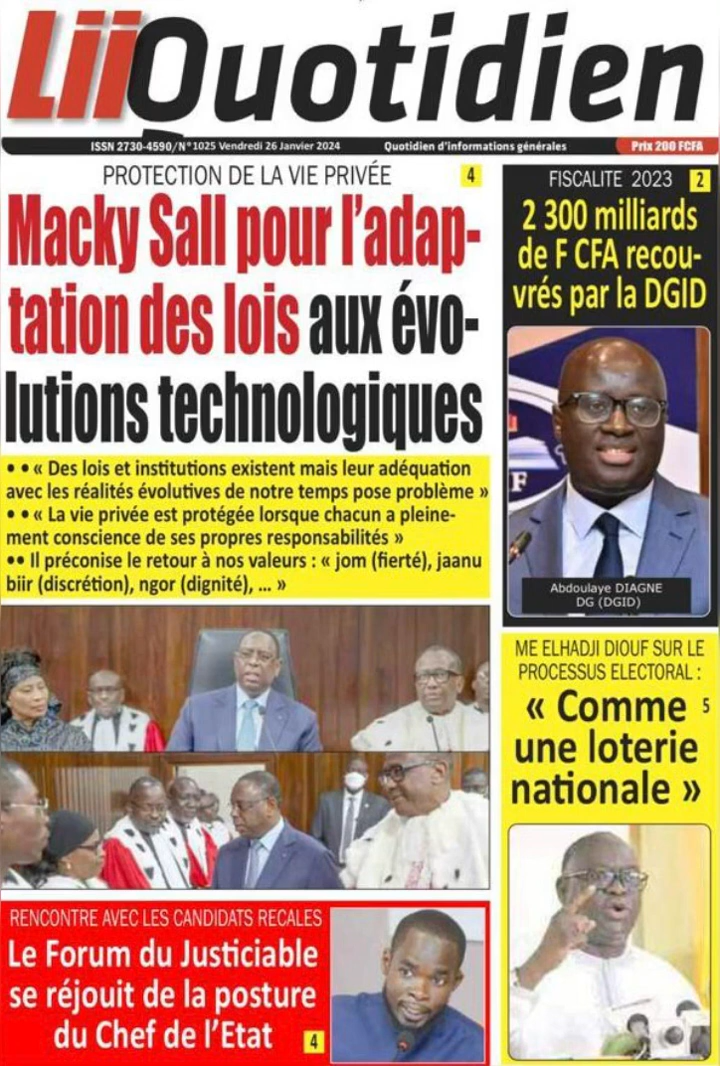 Lii Quotidien
ISSN 2730-4590/N°1025 Vendredi 26 Janvier 2024
Quotidien d'informations générales
Prix 200 FCFA
PROTECTION DE LA VIE PRIVÉE
4
Macky Sall pour l'adap-
tation des lois aux évo-
lutions technologiques
• • « Des lois et institutions existent mais leur adéquation
avec les réalités évolutives de notre temps pose problème »
• • « La vie privée est protégée lorsque chacun a pleine-
ment conscience de ses propres responsabilités »
•• Il préconise le retour à nos valeurs : « jom (fierté), jaanu
biir (discrétion), ngor (dignité), ... »
FISCALITE 2023
2
2 300 milliards
de F CFA recou-
vrés par la DGID
F
Abdoulaye DIAGNE
DG (DGID)
ME ELHADJI DIOUF SUR LE
PROCESSUS ELECTORAL :
« Comme
5
une loterie
nationale »
RENCONTRE AVEC LES CANDIDATS RECALES
Le Forum du Justiciable
se réjouit de la posture
du Chef de l'Etat
4